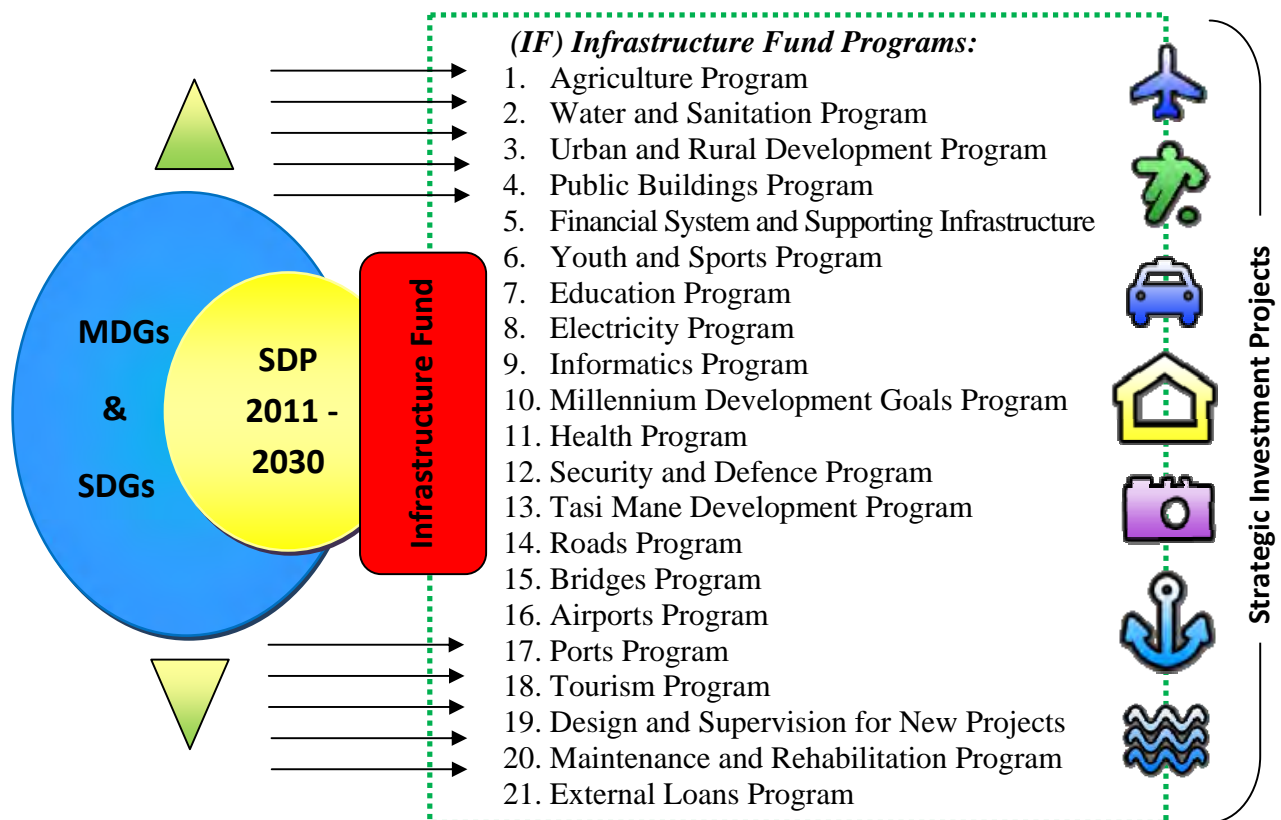 MDGs
&
SDGs
SDP
2011 -
2030
Infrastructure Fund
(IF) Infrastructure Fund Programs:
1. Agriculture Program
2. Water and Sanitation Program
3. Urban and Rural Development Program
4. Public Buildings Program
5. Financial System and Supporting Infrastructure
6. Youth and Sports Program
7. Education Program
8. Electricity Program
9. Informatics Program
10. Millennium Development Goals Program
11. Health Program
12. Security and Defence Program
13. Tasi Mane Development Program
14. Roads Program
15. Bridges Program
16. Airports Program
17. Ports Program
18. Tourism Program
19. Design and Supervision for New Projects
20. Maintenance and Rehabilitation Program
21. External Loans Program
Strategic Investment Projects